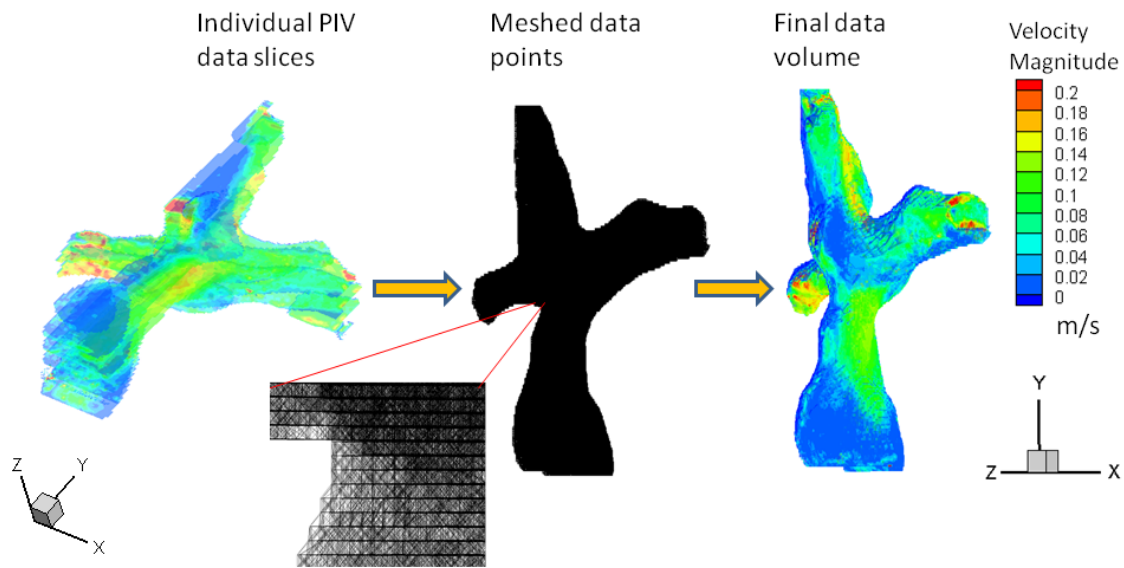 Individual PIV
data slices
Meshed data
points
Final data
volume
Velocity
Magnitude
0.2
0.18
0.16
0.14
0.12
0.1
0.08
0.06
0.04
0.02
0
m/s
Z
Y
X
Y
Z
X